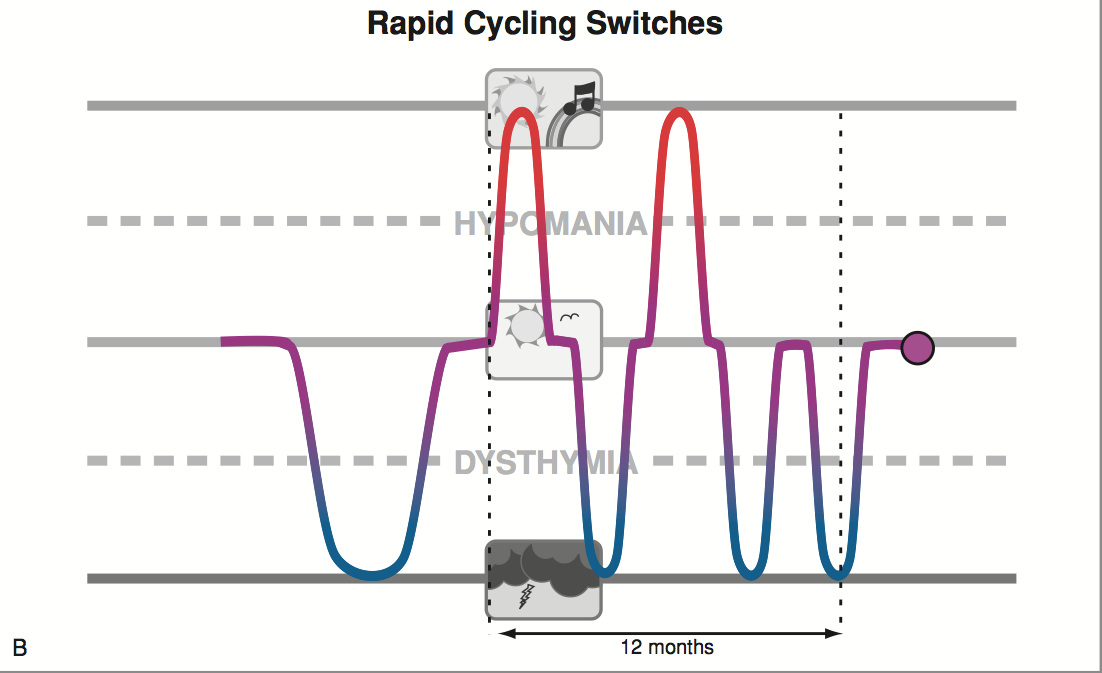 Rapid Cycling Switches
HYPOMANIA
DYSTHYMIA
12 months
B